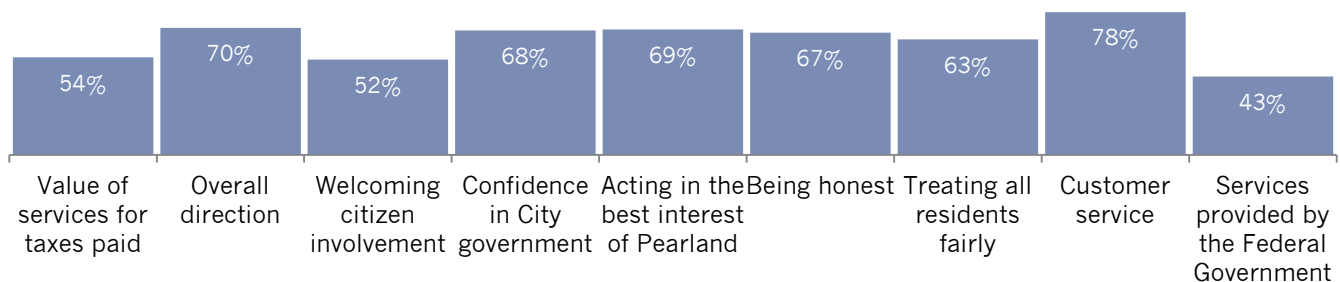 54%
70%
52%
68%
69%
67%
63%
78%
43%
Value of
services for
taxes paid
Overall
direction
Welcoming
citizen
involvement
Confidence
in City
government
Acting in the
best interest
of Pearland
Being honest
Treating all
residents
fairly
Customer
service
Services
provided by
the Federal
Government